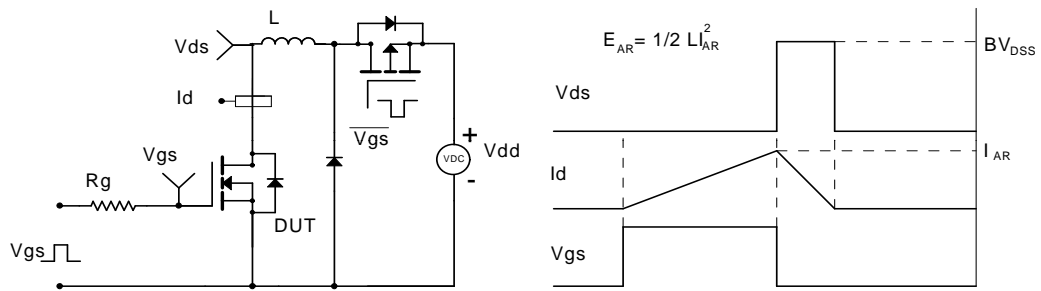 L
Vds
Id
Vgs
Vgs
Rg
DUT
VDC
+
-
Vdd
Vgs
E_AR = 1/2 LI_AR^2
BV_DSS
Vds
I_AR
Id
Vgs